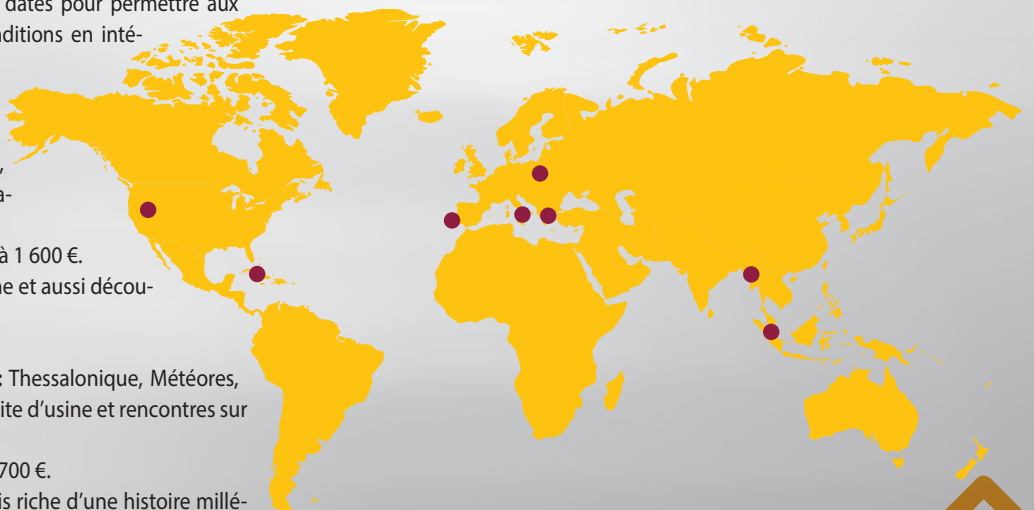 dates pour permettre aux
ditions en inté-
,
a-
à 1 600 €.
ne et aussi décou-
: Thessalonique, Météores,
ite d'usine et rencontres sur
700 €.
is riche d'une histoire millé-